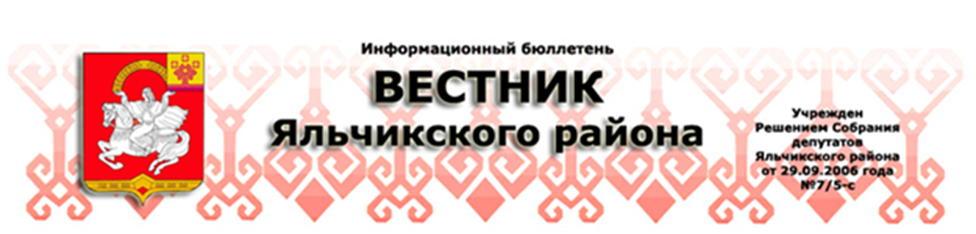 Информационный бюллетень
ВЕСТНИК
Яльчикского района
Учрежден
Решением Собрания
депутатов
Яльчикского района
от 29.09.2006 года
№7/5-с